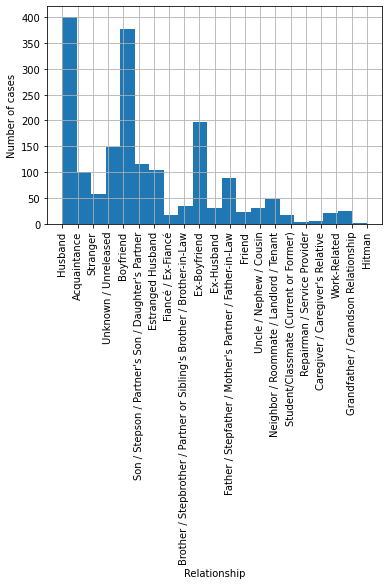 400
350
300
250
200
150
100
50
0
Number of cases
Husband
Acquaintance
Stranger
Unknown / Unreleased
Boyfriend
Son / Stepson / Partner's Son / Daughter's Partner
Estranged Husband
Fiancé / Ex-Fiancé
Brother / Stepbrother / Partner or Sibling's Brother / Brother-in-Law
Ex-Boyfriend
Ex-Husband
Father / Stepfather / Mother's Partner / Father-in-Law
Friend
Uncle / Nephew / Cousin
Neighbor / Roommate / Landlord / Tenant
Student/Classmate (Current or Former)
Repairman / Service Provider
Caregiver / Caregiver's Relative
Work-Related
Grandfather / Grandson Relationship
Hitman
Relationship